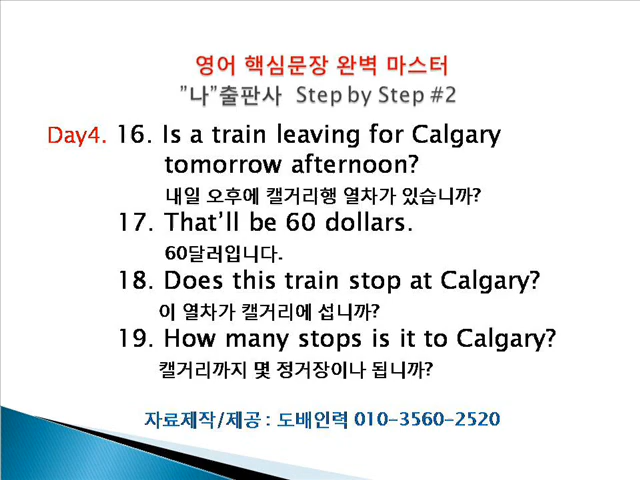 영어 핵심문장 완벽 마스터
”나”출판사 Step by Step #2
Day4. 16. Is a train leaving for Calgary
tomorrow afternoon?
내일 오후에 캘거리행 열차가 있습니까?
17. That’ll be 60 dollars.
60달러입니다.
18. Does this train stop at Calgary?
이 열차가 캘거리에 섭니까?
19. How many stops is it to Calgary?
캘거리까지 몇 정거장이나 됩니까?
자료제작/제공 : 도배인력 010-3560-2520